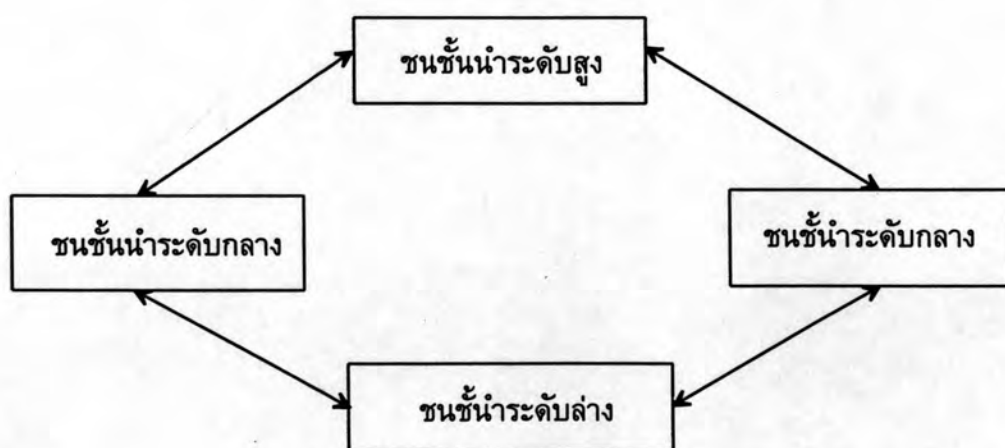 ชนชั้นนำระดับสูง
ชนชั้นนำระดับกลาง
ชนชั้นำระดับกลาง
ชนชั้นำระดับล่าง